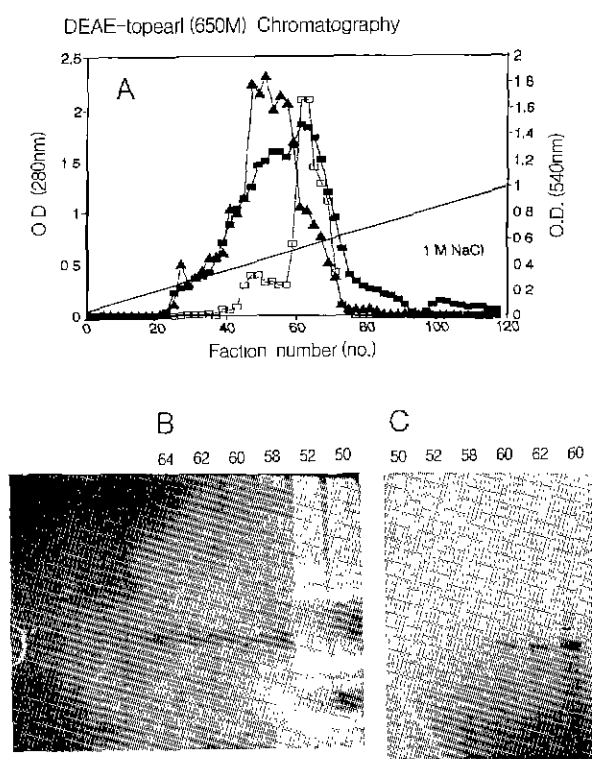 DEAE-topearl (650M) Chromatography
A
2.5
2
1.5
1
0 5
0
O D (280nm)
2
1.8
1.6
1.4
1.2
1
0 8
0 6
0.4
0 2
0
O.D. (540nm)
1 M NaCl
0 20 40 60 80 100 120
Faction number (no.)
B
64 62 60 58 52 50
C
50 52 58 60 62 60